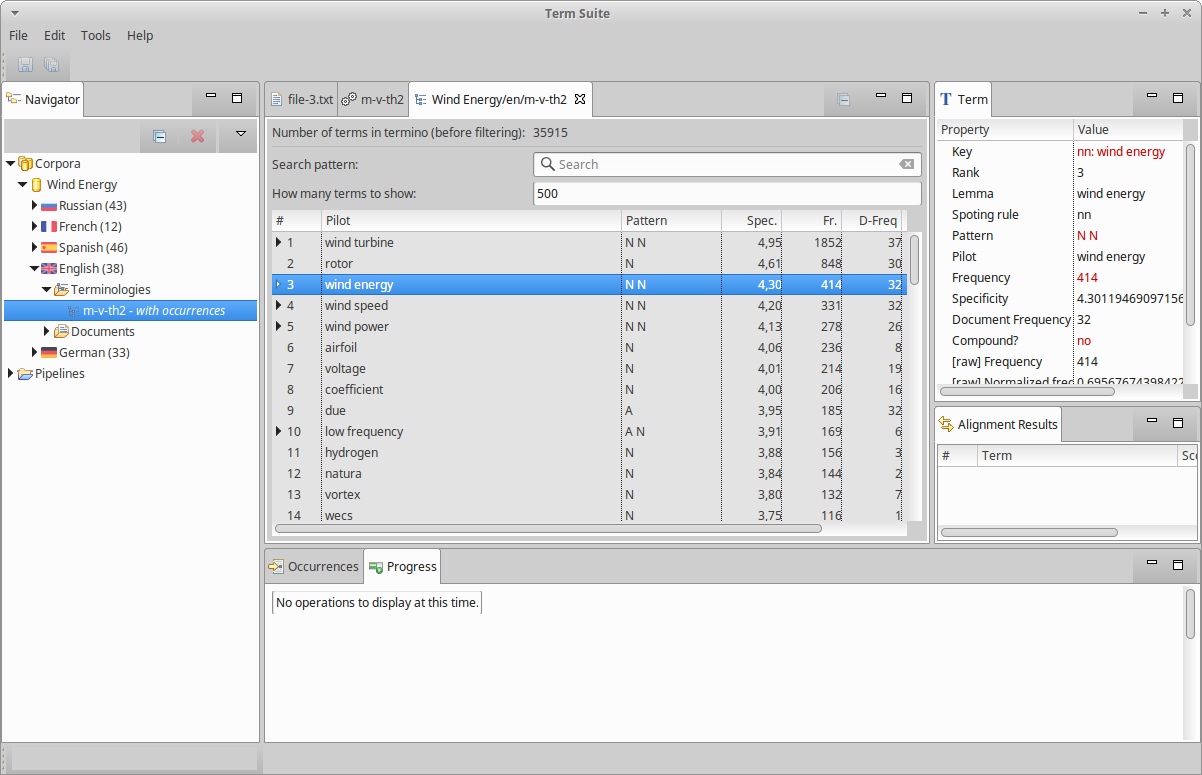 Term Suite
File Edit Tools Help
Navigator
Corpora
Wind Energy
Russian (43)
French (12)
Spanish (46)
English (38)
Terminologies
m-v-th2 - with occurrences
Documents
German (33)
Pipelines
file-3.txt m-v-th2 Wind Energy/en/m-v-th2
Number of terms in termino (before filtering): 35915
Search pattern: Search
How many terms to show: 500
# Pilot Pattern Spec. Fr. D-Freq
1 wind turbine N N 4,95 1852 37
2 rotor N 4,61 848 30
3 wind energy N N 4,30 414 32
4 wind speed N N 4,20 331 32
5 wind power N N 4,13 278 26
6 airfoil N 4,06 236 8
7 voltage N 4,01 214 19
8 coefficient N 4,00 206 16
9 due A 3,95 185 32
10 low frequency A N 3,91 169 6
11 hydrogen N 3,88 156 3
12 natura N 3,84 144 2
13 vortex N 3,80 132 7
14 wecs N 3,75 116 1
Term
Property Value
Key nn: wind energy
Rank 3
Lemma wind energy
Spoting rule nn
Pattern N N
Pilot wind energy
Frequency 414
Specificity 4.30119469097156
Document Frequency 32
Compound? no
[raw] Frequency 414
[raw] Normalized freq 0.69567674398422
Alignment Results
# Term Sco
Occurrences Progress
No operations to display at this time.